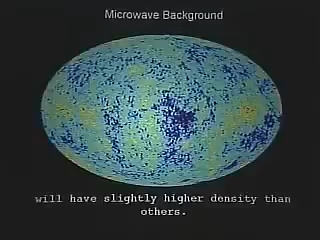 Microwave Background
will have slightly higher density than
others.